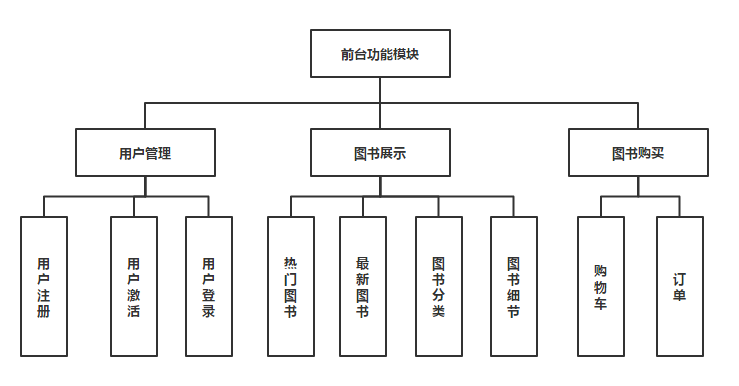 前台功能模块
用户管理
图书展示
图书购买
用户注册
用户激活
用户登录
热门图书
最新图书
图书分类
图书细节
购物车
订单